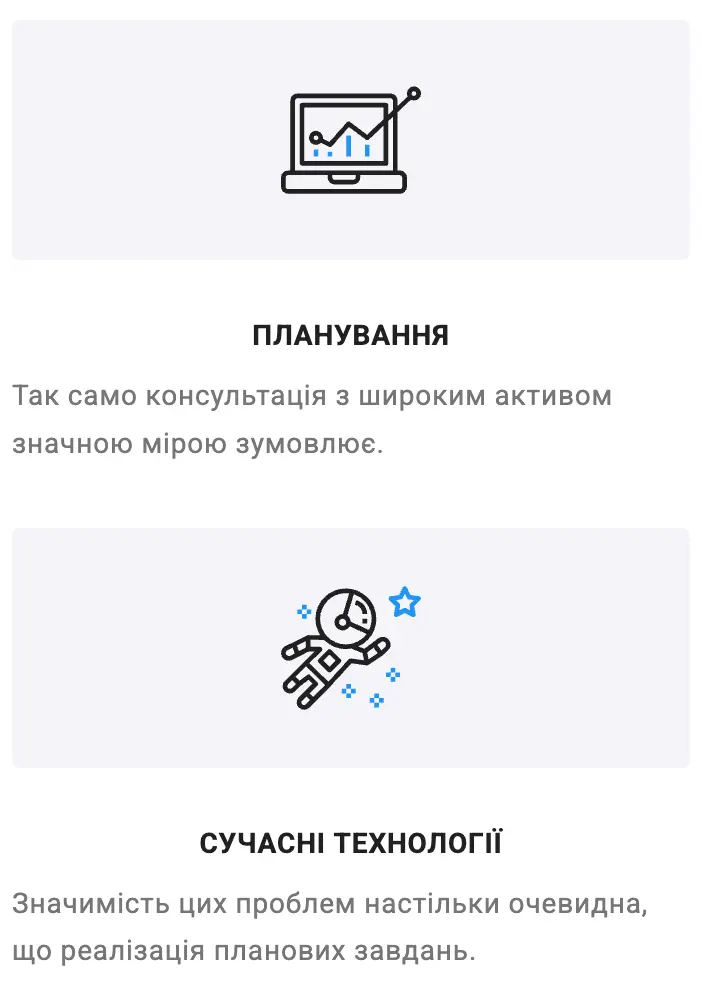 ПЛАНУВАННЯ
Так само консультація з широким активом
значною мірою зумовлює.
СУЧАСНІ ТЕХНОЛОГІЇ
Значимість цих проблем настільки очевидна,
що реалізація планових завдань.